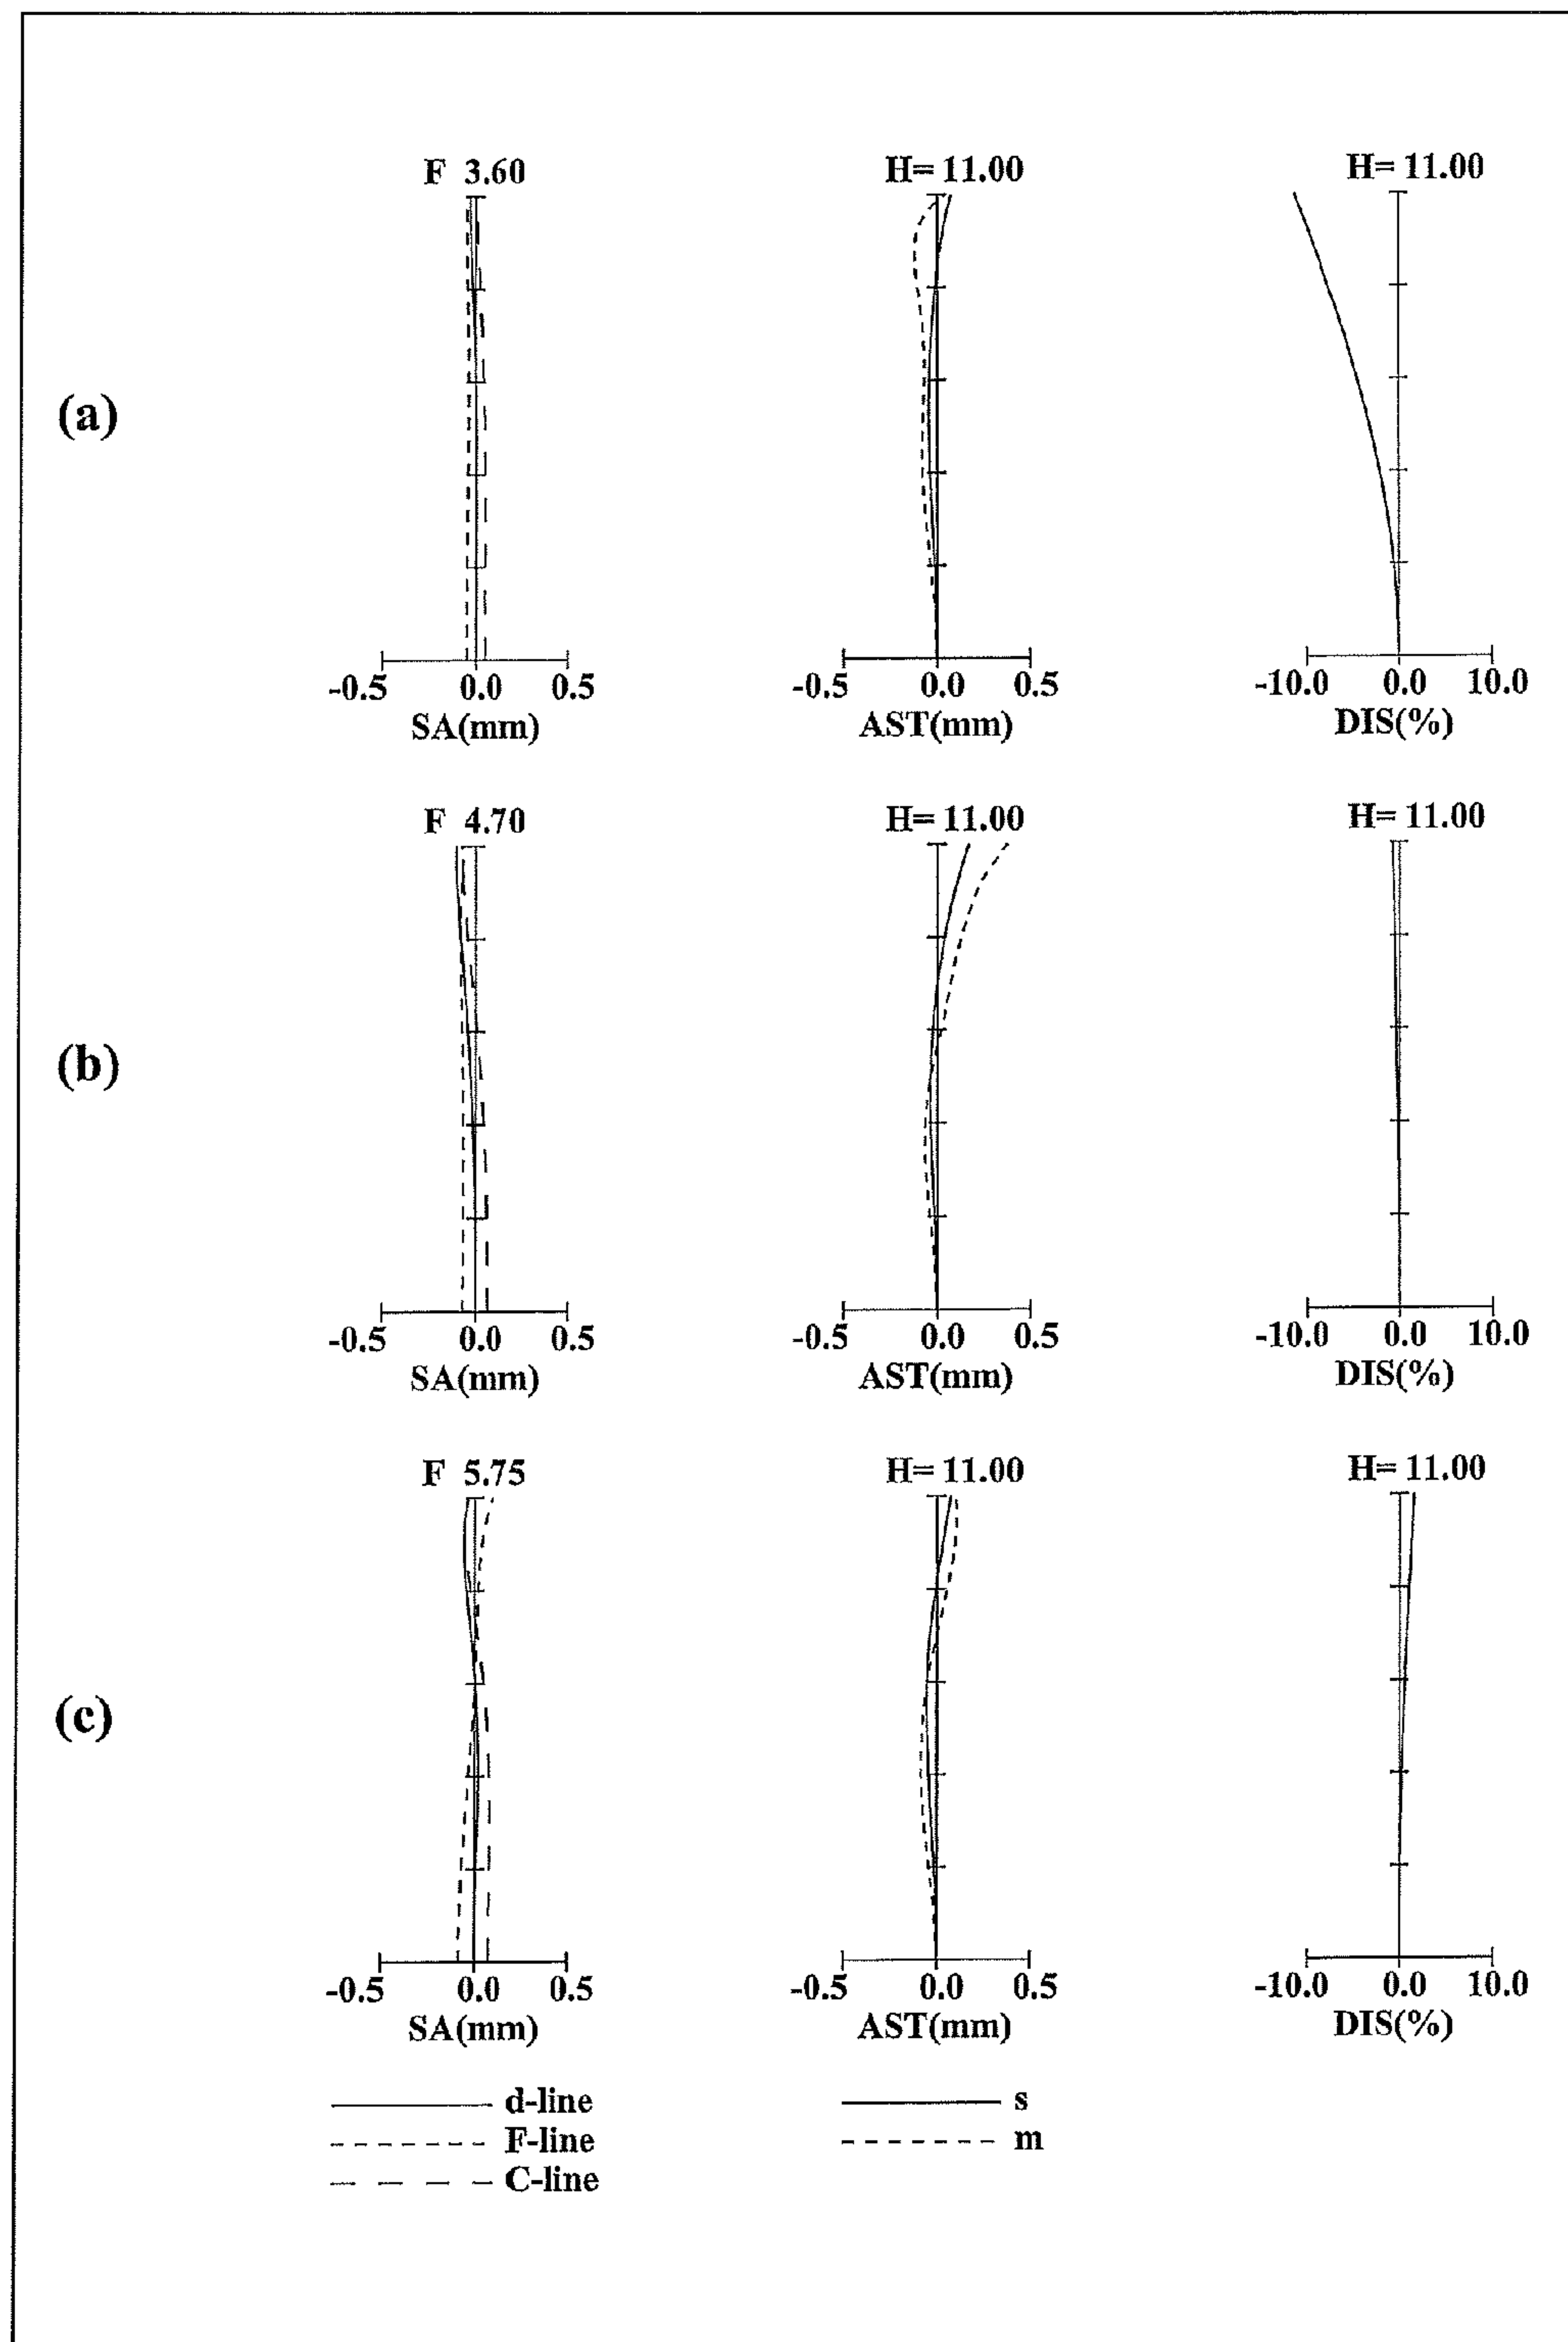 F 3.60 H= 11.00 H= 11.00
(a)
-0.5 0.0 0.5 -0.5 0.0 0.5 -10.0 0.0 10.0
SA(mm) AST(mm) DIS(%)
F 4.70 H= 11.00 H= 11.00
(b)
-0.5 0.0 0.5 -0.5 0.0 0.5 -10.0 0.0 10.0
SA(mm) AST(mm) DIS(%)
F 5.75 H= 11.00 H= 11.00
(c)
-0.5 0.0 0.5 -0.5 0.0 0.5 -10.0 0.0 10.0
SA(mm) AST(mm) DIS(%)
d-line s
F-line m
C-line